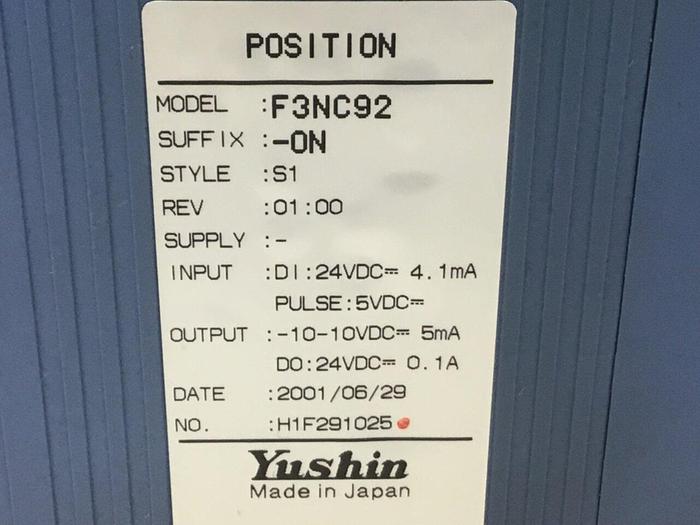 POSITION
MODEL :F3NC92
SUFFIX :-0N
STYLE :S1
REV :01:00
SUPPLY :-
INPUT :DI:24VDC⎓ 4.1mA
PULSE:5VDC⎓
OUTPUT :-10-10VDC⎓ 5mA
DO:24VDC⎓ 0.1A
DATE :2001/06/29
NO. :H1F291025
Yushin
Made in Japan